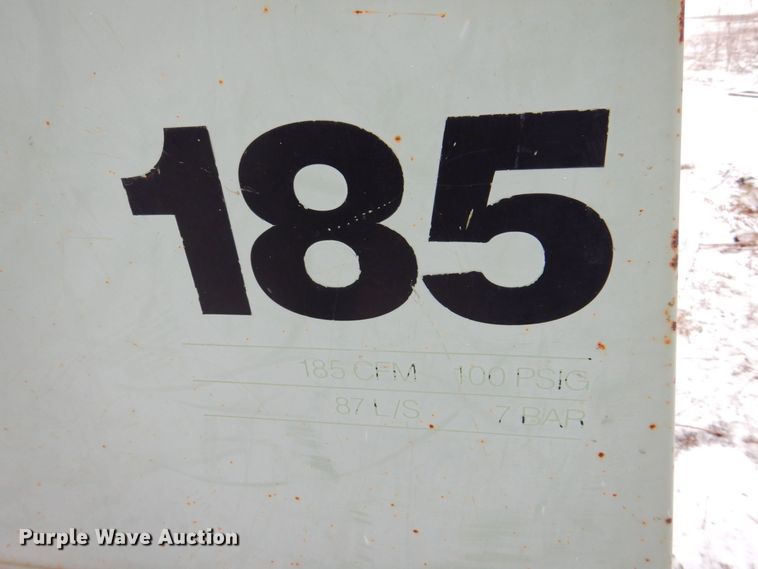 185
185 CFM 100 PSIG
87 L/S 7 BAR
Purple Wave Auction